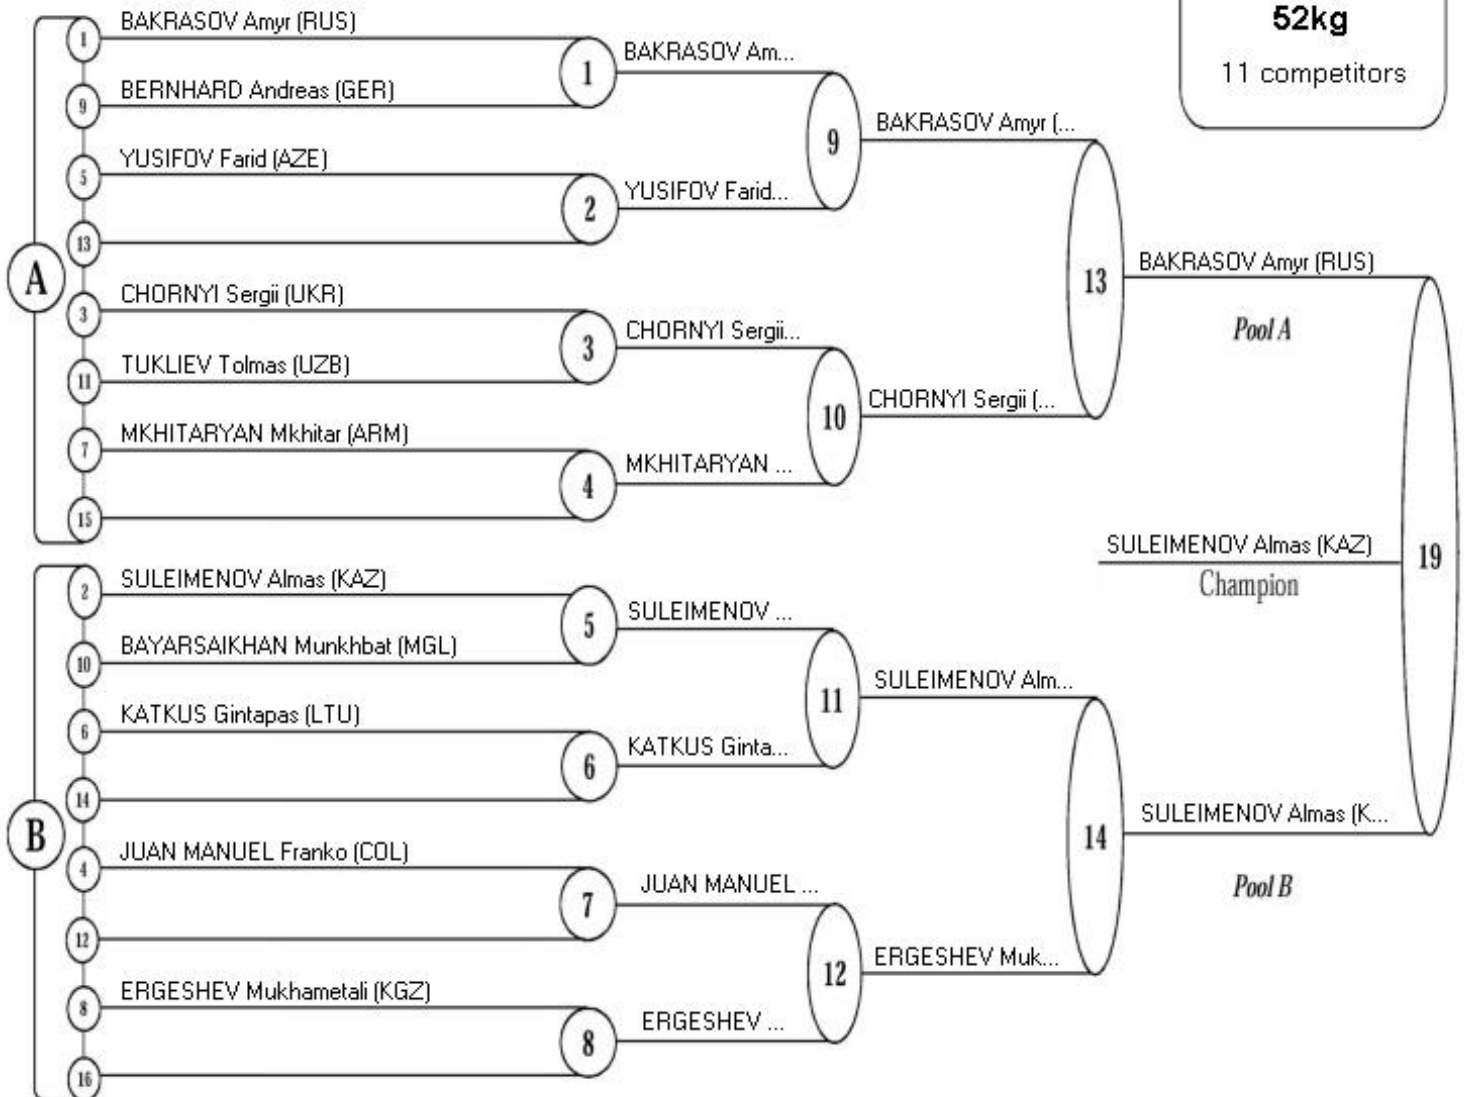 52kg
11 competitors
A
1
BAKRASOV Amyr (RUS)
9
BERNHARD Andreas (GER)
1
BAKRASOV Am...
5
YUSIFOV Farid (AZE)
13
2
YUSIFOV Farid...
9
BAKRASOV Amyr (...
3
CHORNYI Sergii (UKR)
11
TUKLIEV Tolmas (UZB)
3
CHORNYI Sergii...
7
MKHITARYAN Mkhitar (ARM)
15
4
MKHITARYAN ...
10
CHORNYI Sergii (...
13
BAKRASOV Amyr (RUS)
Pool A
B
2
SULEIMENOV Almas (KAZ)
10
BAYARSAIKHAN Munkhbat (MGL)
5
SULEIMENOV ...
6
KATKUS Gintapas (LTU)
14
6
KATKUS Ginta...
11
SULEIMENOV Alm...
4
JUAN MANUEL Franko (COL)
12
7
JUAN MANUEL ...
8
ERGESHEV Mukhametali (KGZ)
16
8
ERGESHEV ...
12
ERGESHEV Muk...
14
SULEIMENOV Almas (K...
Pool B
19
SULEIMENOV Almas (KAZ)
Champion